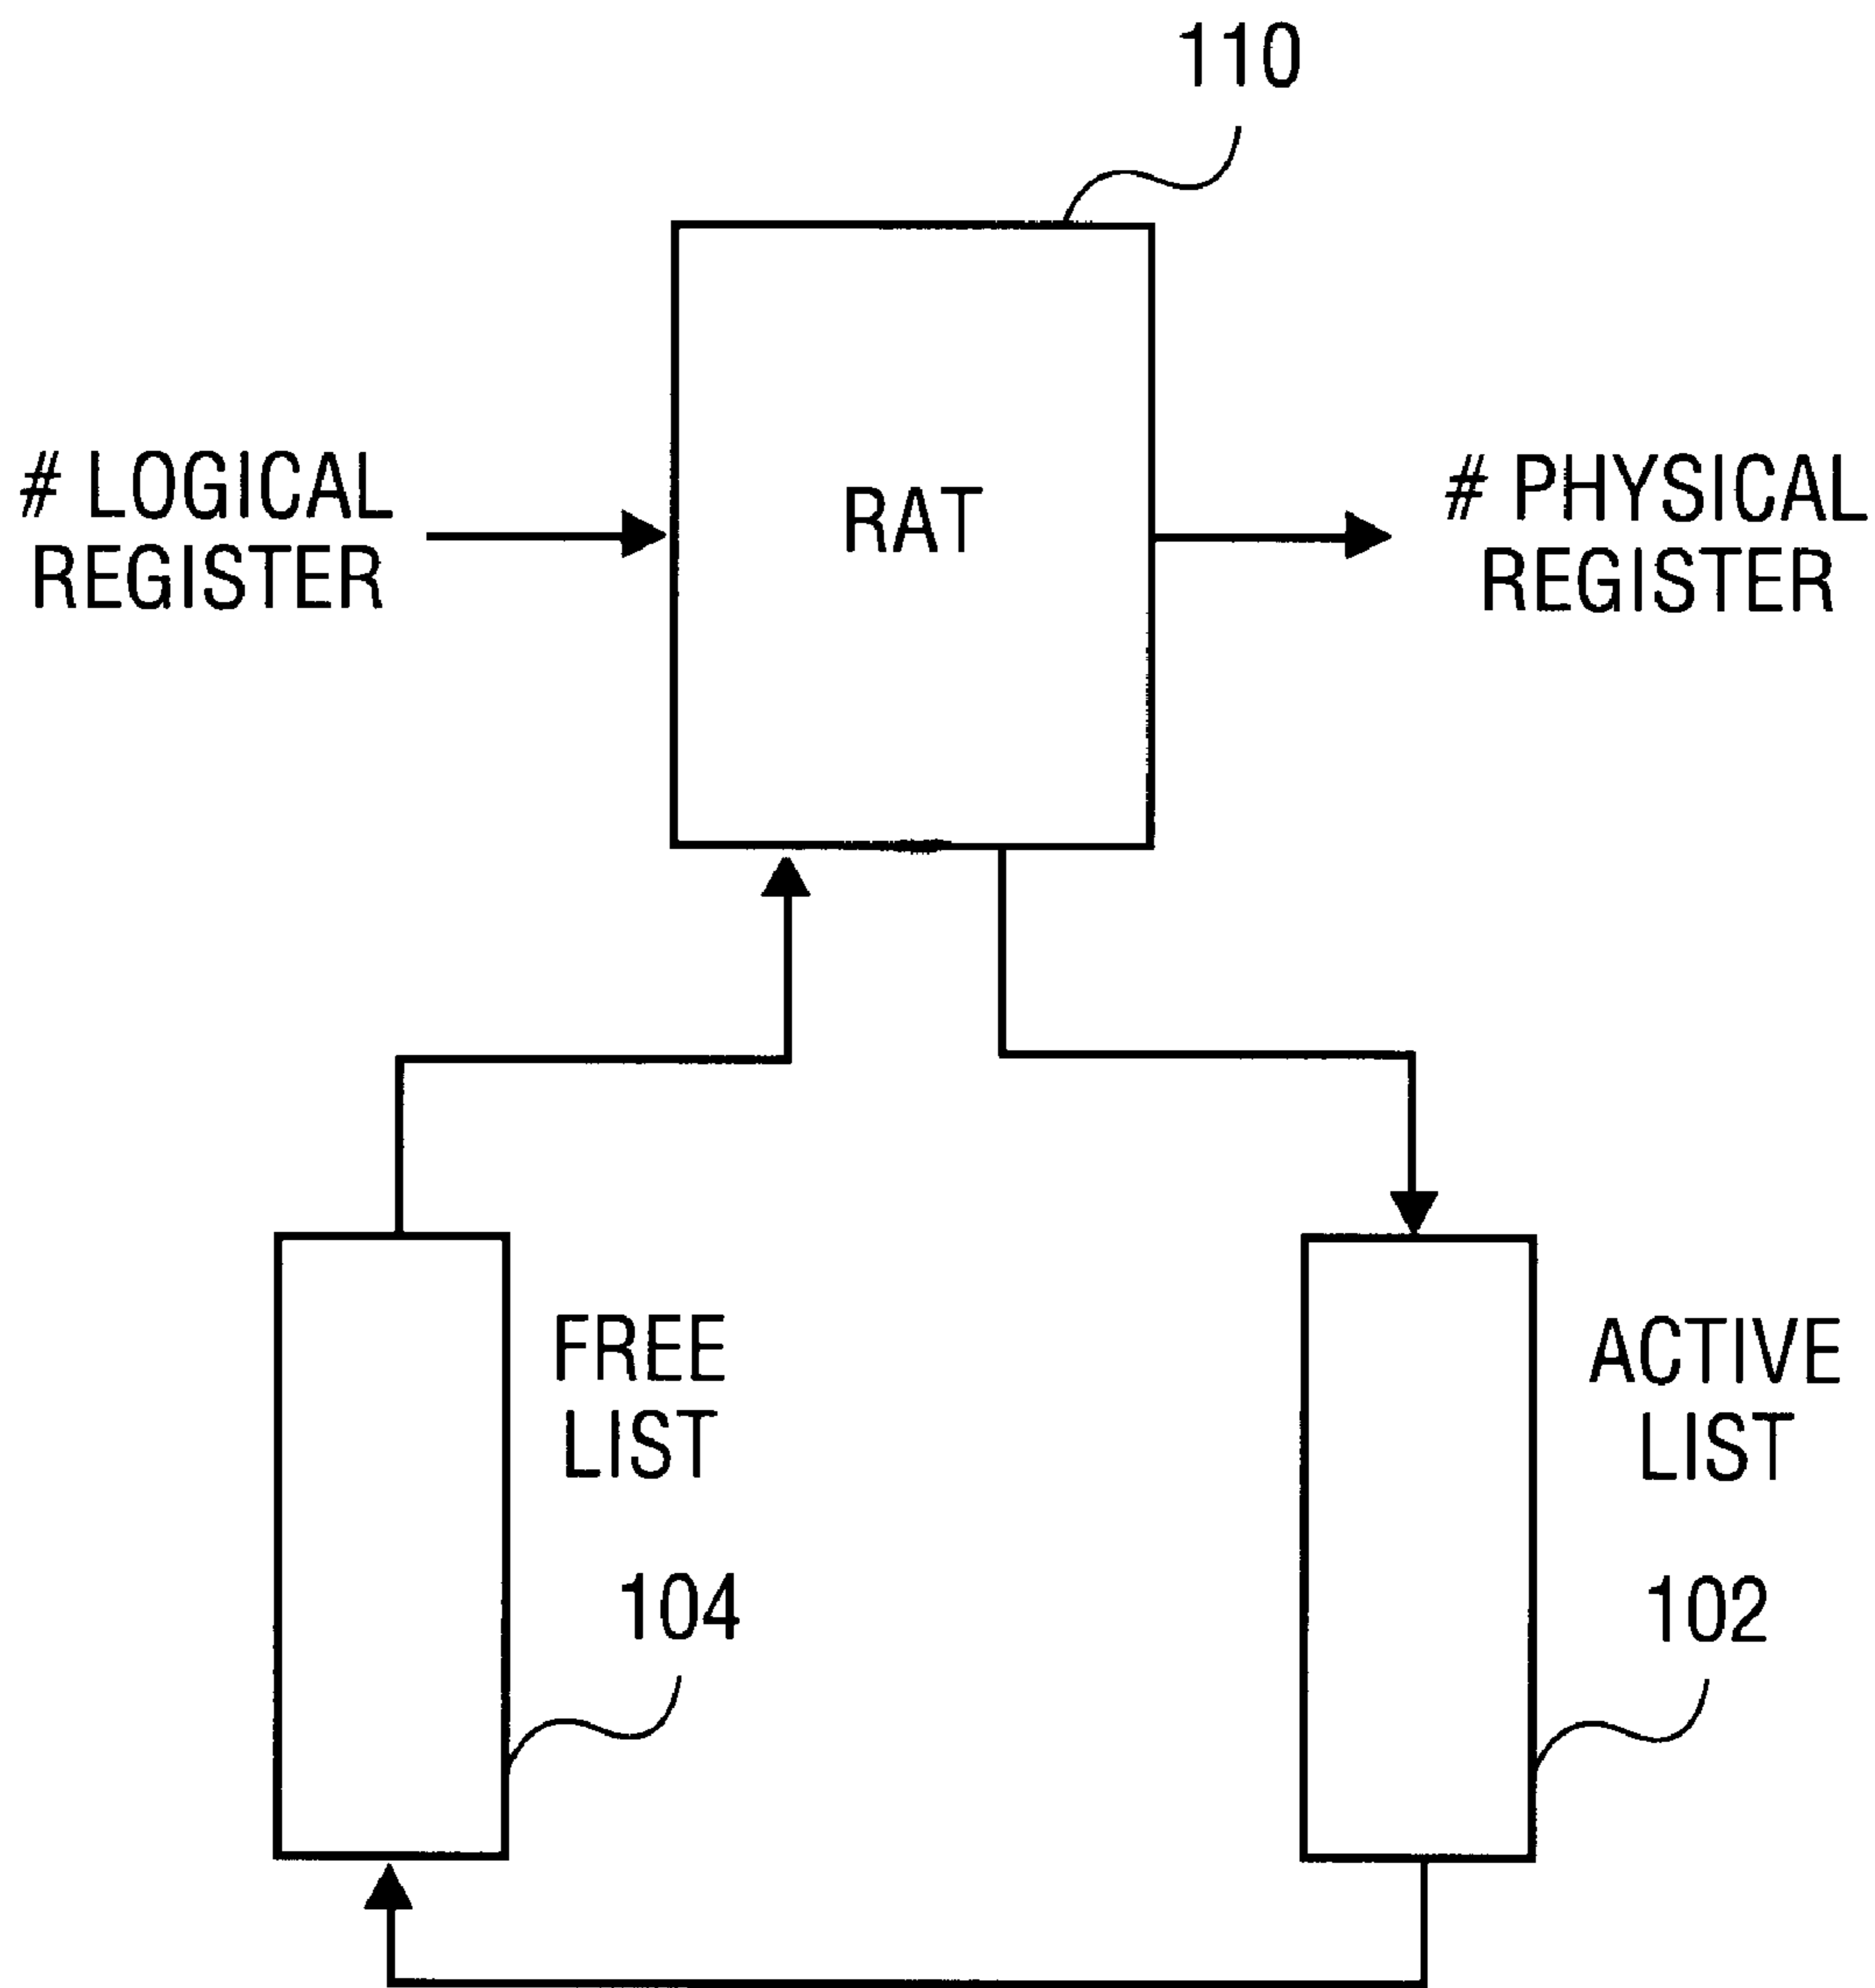 110
# LOGICAL
REGISTER
RAT
# PHYSICAL
REGISTER
FREE
LIST
ACTIVE
LIST
104
102